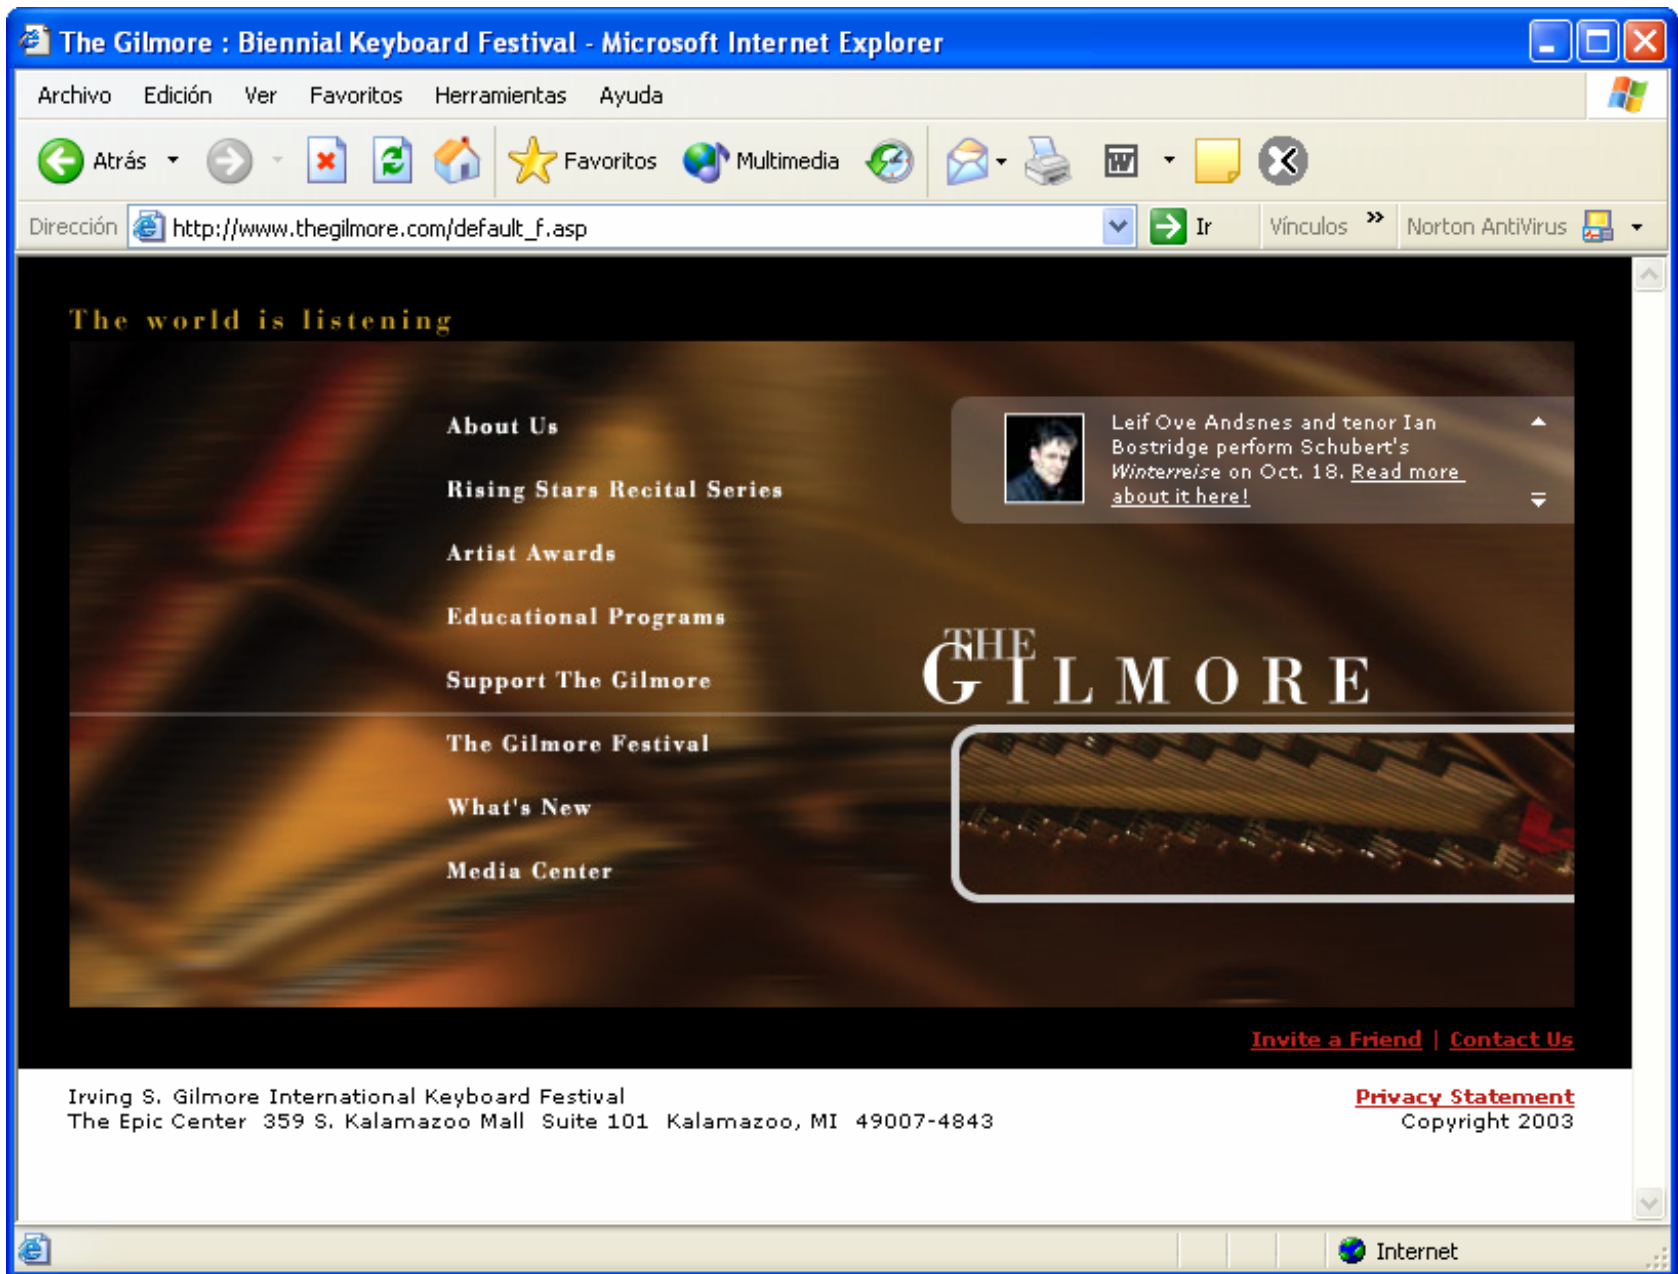 The Gilmore : Biennial Keyboard Festival - Microsoft Internet Explorer
Archivo Edición Ver Favoritos Herramientas Ayuda
Atrás Favoritos Multimedia W
Dirección http://www.thegilmore.com/default_f.asp Ir Vínculos » Norton AntiVirus
The world is listening
About Us
Rising Stars Recital Series
Artist Awards
Educational Programs
Support The Gilmore
The Gilmore Festival
What's New
Media Center
Leif Ove Andsnes and tenor Ian
Bostridge perform Schubert's
Winterreise on Oct. 18. Read more
about it here!
THE
GILMORE
Invite a Friend | Contact Us
Irving S. Gilmore International Keyboard Festival
The Epic Center 359 S. Kalamazoo Mall Suite 101 Kalamazoo, MI 49007-4843
Privacy Statement
Copyright 2003
Internet